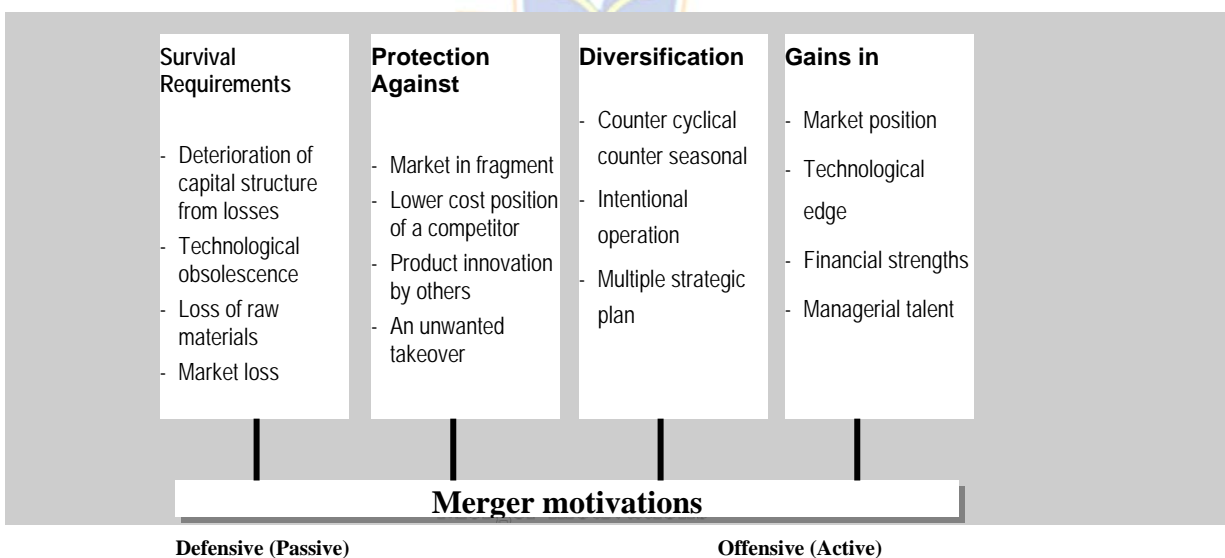 Survival
Requirements
- Deterioration of
capital structure
from losses
- Technological
obsolescence
- Loss of raw
materials
- Market loss
Protection
Against
- Market in fragment
- Lower cost position
of a competitor
- Product innovation
by others
- An unwanted
takeover
Diversification
- Counter cyclical
counter seasonal
- Intentional
operation
- Multiple strategic
plan
Gains in
- Market position
- Technological
edge
- Financial strengths
- Managerial talent
Merger motivations
Defensive (Passive)
Offensive (Active)